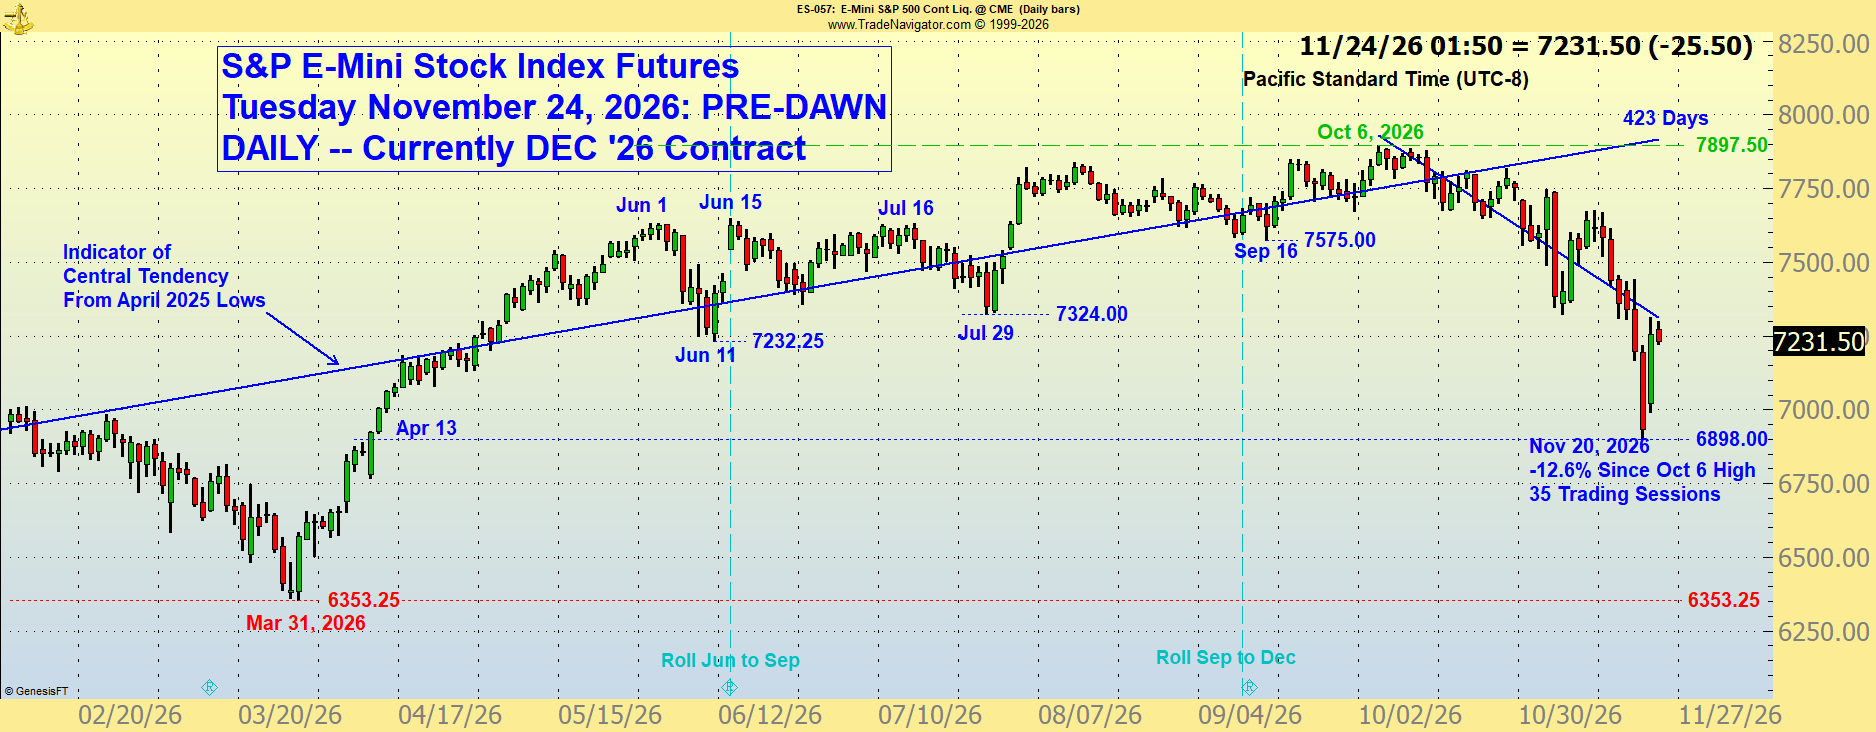 ES-057: E-Mini S&P 500 Cont Liq. @ CME (Daily bars)
www.TradeNavigator.com © 1999-2026
S&P E-Mini Stock Index Futures
Tuesday November 24, 2026: PRE-DAWN
DAILY -- Currently DEC '26 Contract
11/24/26 01:50 = 7231.50 (-25.50)
Pacific Standard Time (UTC-8)
8250.00
423 Days
8000.00
Oct 6, 2026
7897.50
7750.00
Jun 1
Jun 15
Jul 16
7575.00
Sep 16
Indicator of
Central Tendency
From April 2025 Lows
7500.00
7324.00
Jul 29
7232.25
Jun 11
7231.50
Apr 13
7000.00
6898.00
Nov 20, 2026
-12.6% Since Oct 6 High
35 Trading Sessions
6750.00
6500.00
6353.25
6353.25
Mar 31, 2026
6250.00
Roll Jun to Sep
Roll Sep to Dec
R
R
R
© GenesisFT
02/20/26
03/20/26
04/17/26
05/15/26
06/12/26
07/10/26
08/07/26
09/04/26
10/02/26
10/30/26
11/27/26